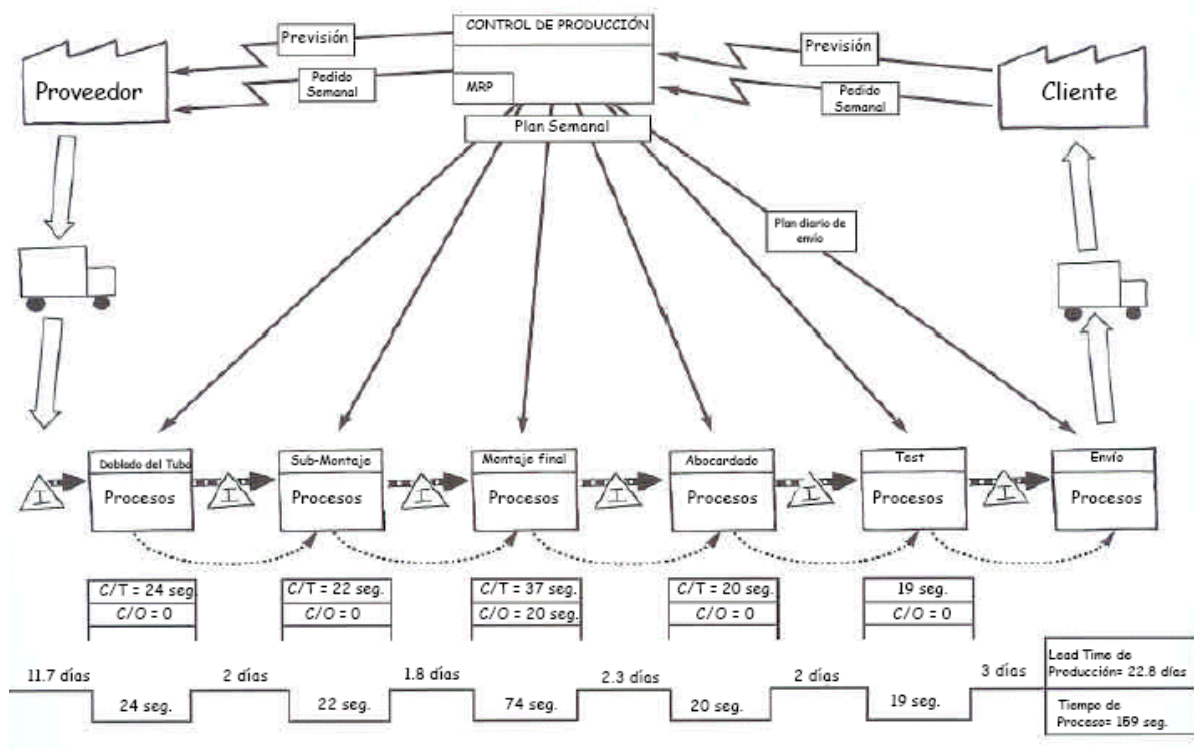 CONTROL DE PRODUCCIÓN
MRP
Previsión
Pedido
Semanal
Previsión
Pedido
Semanal
Proveedor
Cliente
Plan Semanal
Plan diario de
envío
Doblado del Tubo
Procesos
Sub-Montaje
Procesos
Montaje final
Procesos
Abocardado
Procesos
Test
Procesos
Envío
Procesos
I
I
I
I
I
I
C/T = 24 seg.
C/O = 0
C/T = 22 seg.
C/O = 0
C/T = 37 seg.
C/O = 20 seg.
C/T = 20 seg.
C/O = 0
19 seg.
C/O = 0
11.7 días
24 seg.
2 días
22 seg.
1.8 días
74 seg.
2.3 días
20 seg.
2 días
19 seg.
3 días
Lead Time de
Producción= 22.8 días
Tiempo de
Proceso= 159 seg.